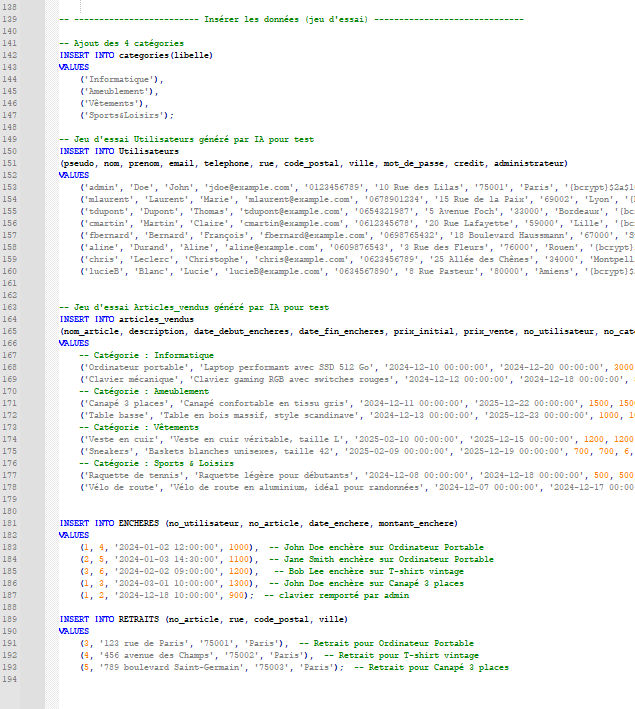 138
139 -- ------------------------ Insérer les données (jeu d'essai) -----------------------------
140
141 -- Ajout des 4 catégories
142 INSERT INTO categories(libelle)
143 VALUES
144 ('Informatique'),
145 ('Ameublement'),
146 ('Vêtements'),
147 ('Sports&Loisirs');
148
149 -- Jeu d'essai Utilisateurs généré par IA pour test
150 INSERT INTO Utilisateurs
151 (pseudo, nom, prenom, email, telephone, rue, code_postal, ville, mot_de_passe, credit, administrateur)
152 VALUES
153 ('admin', 'Doe', 'John', 'jdoe@example.com', '0123456789', '10 Rue des Lilas', '75001', 'Paris', '{bcrypt}$2a$1
154 ('mlaurent', 'Laurent', 'Marie', 'mlaurent@example.com', '0678901234', '15 Rue de la Paix', '69002', 'Lyon', '{
155 ('tdupont', 'Dupont', 'Thomas', 'tdupont@example.com', '0654321987', '5 Avenue Foch', '33000', 'Bordeaux', '{bc
156 ('cmartin', 'Martin', 'Claire', 'cmartin@example.com', '0612345678', '20 Rue Lafayette', '59000', 'Lille', '{bc
157 ('fbernard', 'Bernard', 'François', 'fbernard@example.com', '0698765432', '18 Boulevard Haussmann', '67000',
158 ('aline', 'Durand', 'Aline', 'aline@example.com', '0609876543', '3 Rue des Fleurs', '76000', 'Rouen', '{bcrypt}
159 ('chris', 'Leclerc', 'Christophe', 'chris@example.com', '0623456789', '25 Allée des Chênes', '34000', 'Montpell
160 ('lucieB', 'Blanc', 'Lucie', 'lucieB@example.com', '0634567890', '8 Rue Pasteur', '80000', 'Amiens', '{bcrypt}$
161
162
163 -- Jeu d'essai Articles_vendus généré par IA pour test
164 INSERT INTO articles_vendus
165 (nom_article, description, date_debut_encheres, date_fin_encheres, prix_initial, prix_vente, no_utilisateur, no_cat
166 VALUES
167 -- Catégorie : Informatique
168 ('Ordinateur portable', 'Laptop performant avec SSD 512 Go', '2024-12-10 00:00:00', '2024-12-20 00:00:00', 3000
169 ('Clavier mécanique', 'Clavier gaming RGB avec switches rouges', '2024-12-12 00:00:00', '2024-12-18 00:00:00',
170 -- Catégorie : Ameublement
171 ('Canapé 3 places', 'Canapé confortable en tissu gris', '2024-12-11 00:00:00', '2025-12-22 00:00:00', 1500, 150
172 ('Table basse', 'Table en bois massif, style scandinave', '2024-12-13 00:00:00', '2025-12-23 00:00:00', 1000, 1
173 -- Catégorie : Vêtements
174 ('Veste en cuir', 'Veste en cuir véritable, taille L', '2025-02-10 00:00:00', '2025-12-15 00:00:00', 1200, 1200
175 ('Sneakers', 'Baskets blanches unisexes, taille 42', '2025-02-09 00:00:00', '2025-12-19 00:00:00', 700, 700, 6,
176 -- Catégorie : Sports & Loisirs
177 ('Raquette de tennis', 'Raquette légère pour débutants', '2024-12-08 00:00:00', '2024-12-18 00:00:00', 500, 500
178 ('Vélo de route', 'Vélo de route en aluminium, idéal pour randonnées', '2024-12-07 00:00:00', '2024-12-17 00:00
179
180
181 INSERT INTO ENCHERES (no_utilisateur, no_article, date_enchere, montant_enchere)
182 VALUES
183 (1, 4, '2024-01-02 12:00:00', 1000), -- John Doe enchère sur Ordinateur Portable
184 (2, 5, '2024-01-03 14:30:00', 1100), -- Jane Smith enchère sur Ordinateur Portable
185 (3, 6, '2024-02-02 09:00:00', 1200), -- Bob Lee enchère sur T-shirt vintage
186 (1, 3, '2024-03-01 10:00:00', 1300), -- John Doe enchère sur Canapé 3 places
187 (1, 2, '2024-12-18 10:00:00', 900); -- clavier remporté par admin
188
189 INSERT INTO RETRAITS (no_article, rue, code_postal, ville)
190 VALUES
191 (3, '123 rue de Paris', '75001', 'Paris'), -- Retrait pour Ordinateur Portable
192 (4, '456 avenue des Champs', '75002', 'Paris'), -- Retrait pour T-shirt vintage
193 (5, '789 boulevard Saint-Germain', '75003', 'Paris'); -- Retrait pour Canapé 3 places
194